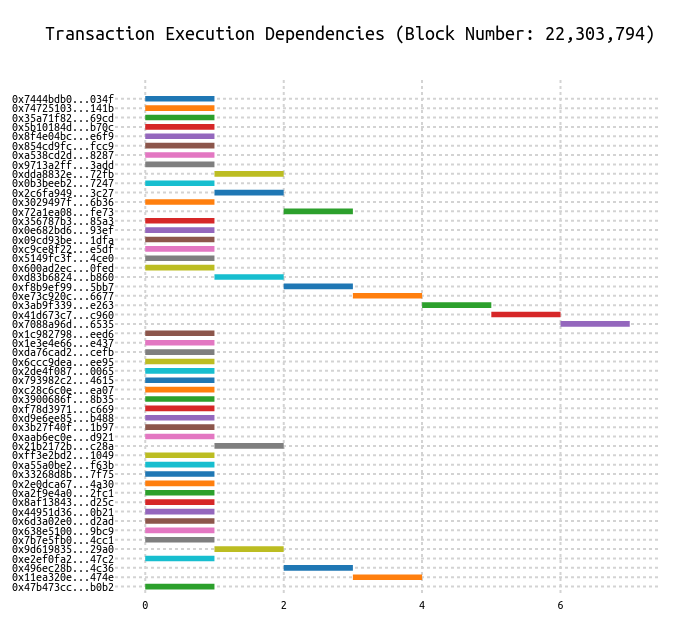 Transaction Execution Dependencies (Block Number: 22,303,794)
0x7444bdb0...034f
0x74725103...141b
0x35a71f82...69cd
0x5b10184d...b70c
0x8f4e04bc...e6f9
0x854cd9fc...fcc9
0xa538cd2d...8287
0x9713a2ff...3add
0xdda8832e...72fb
0x0b3beeb2...7247
0x2c6fa949...3c27
0x3029497f...6b36
0x72a1ea08...fe73
0x356787b3...85a3
0x0e682bd6...93ef
0x09cd93be...1dfa
0xc9ce8f22...e5df
0x5149fc3f...4ce0
0x600ad2ec...0fed
0xd83b6824...b860
0xf8b9ef99...5bb7
0xe73c920c...6677
0x3ab9f339...e263
0x41d673c7...c960
0x7088a96d...6535
0x1c982798...eed6
0x1e3e4e66...e437
0xda76cad2...cefb
0x6ccc9dea...ee95
0x2de4f087...0065
0x793982c2...4615
0xc28c6c0e...ea07
0x3900686f...8b35
0xf78d3971...c669
0xd9e6ee85...b488
0x3b27f40f...1b97
0xaab6ec0e...d921
0x21b2172b...c28a
0xff3e2bd2...1049
0xa55a0be2...f63b
0x33268d8b...7f75
0x2e0dca67...4a30
0xa2f9e4a0...2fc1
0x8af13843...d25c
0x44951d36...0b21
0x6d3a02e0...d2ad
0x638e5100...9bc9
0x7b7e5fb0...4cc1
0x9d619835...29a0
0xe2ef0fa2...47c2
0x496ec28b...4c36
0x11ea320e...474e
0x47b473cc...b0b2
0 2 4 6